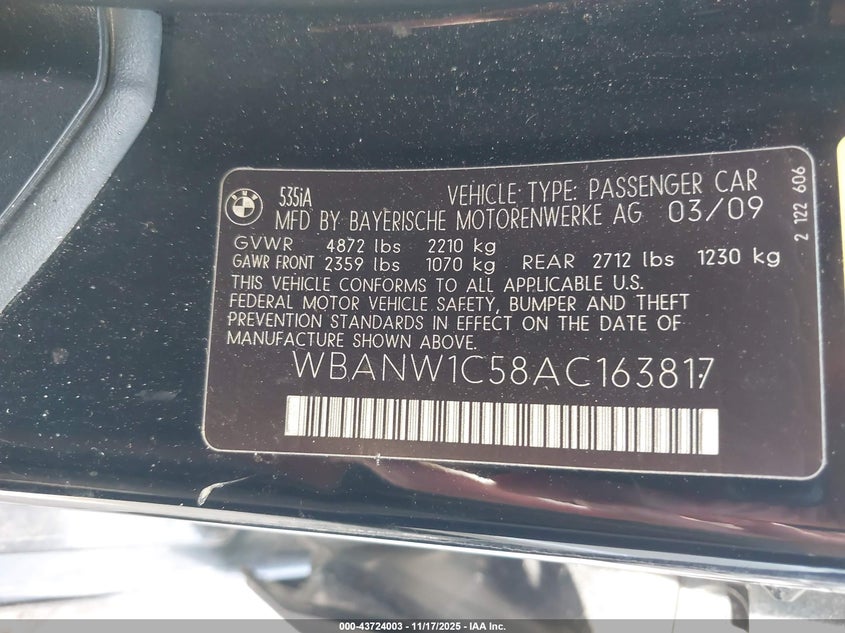 BMW
535iA
VEHICLE TYPE: PASSENGER CAR
MFD BY BAYERISCHE MOTORENWERKE AG 03/09
GVWR 4872 lbs 2210 kg
GAWR FRONT 2359 lbs 1070 kg REAR 2712 lbs 1230 kg
THIS VEHICLE CONFORMS TO ALL APPLICABLE U.S.
FEDERAL MOTOR VEHICLE SAFETY, BUMPER AND THEFT
PREVENTION STANDARDS IN EFFECT ON THE DATE OF
MANUFACTURE SHOWN ABOVE.
WBANW1C58AC163817
2 122 606
000-43724003 - 11/17/2025 - IAA Inc.